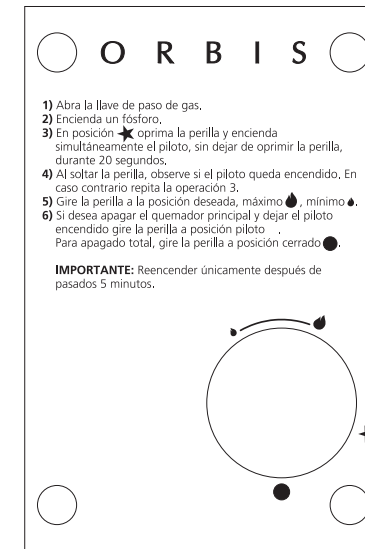 ORBIS
1) Abra la llave de paso de gas.
2) Encienda un fósforo.
3) En posición ★ oprima la perilla y encienda
simultáneamente el piloto, sin dejar de oprimir la perilla,
durante 20 segundos.
4) Al soltar la perilla, observe si el piloto queda encendido. En
caso contrario repita la operación 3.
5) Gire la perilla a la posición deseada, máximo , mínimo .
6) Si desea apagar el quemador principal y dejar el piloto
encendido gire la perilla a posición piloto .
Para apagado total, gire la perilla a posición cerrado ●.
IMPORTANTE: Reencender únicamente después de
pasados 5 minutos.